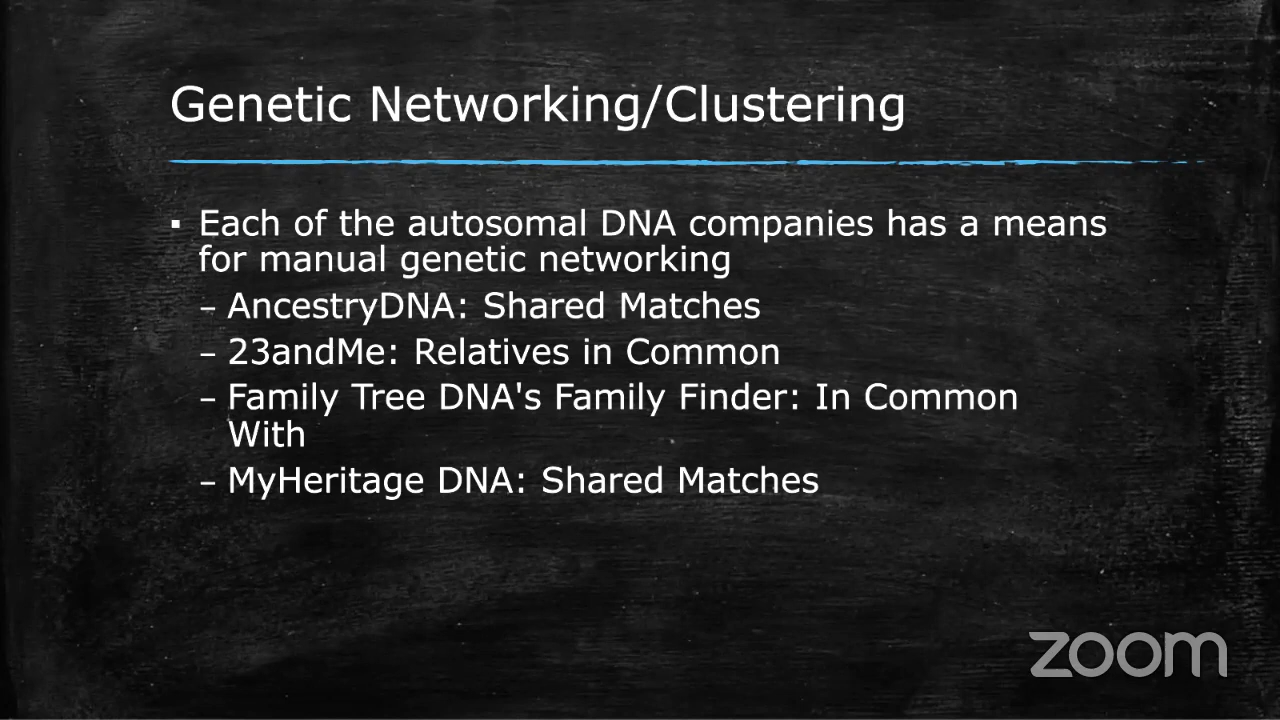 Genetic Networking/Clustering
▪ Each of the autosomal DNA companies has a means
for manual genetic networking
– AncestryDNA: Shared Matches
– 23andMe: Relatives in Common
– Family Tree DNA's Family Finder: In Common
With
– MyHeritage DNA: Shared Matches
zoom